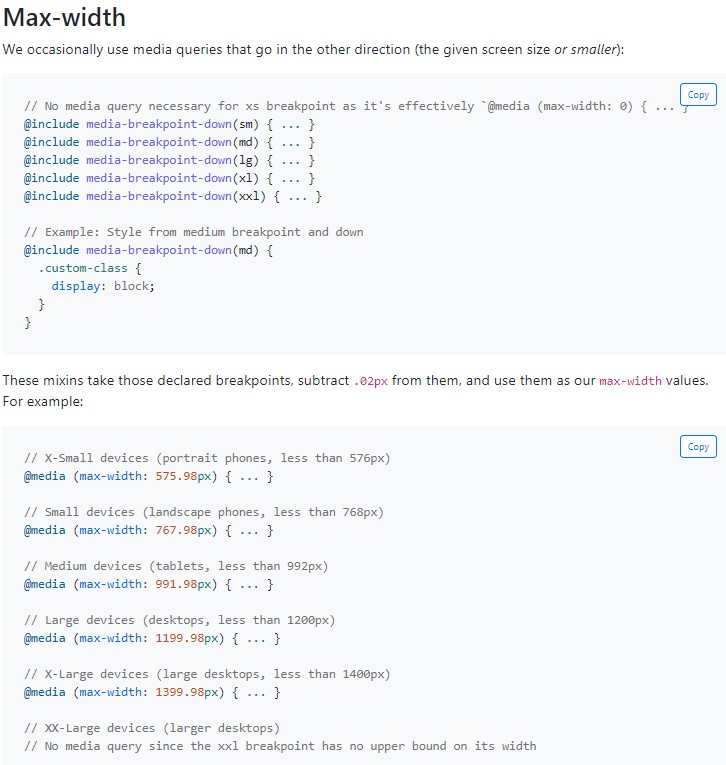 Max-width
We occasionally use media queries that go in the other direction (the given screen size or smaller):
Copy
// No media query necessary for xs breakpoint as it's effectively `@media (max-width: 0) { ... }
@include media-breakpoint-down(sm) { ... }
@include media-breakpoint-down(md) { ... }
@include media-breakpoint-down(lg) { ... }
@include media-breakpoint-down(xl) { ... }
@include media-breakpoint-down(xxl) { ... }
// Example: Style from medium breakpoint and down
@include media-breakpoint-down(md) {
  .custom-class {
    display: block;
  }
}
These mixins take those declared breakpoints, subtract .02px from them, and use them as our max-width values.
For example:
Copy
// X-Small devices (portrait phones, less than 576px)
@media (max-width: 575.98px) { ... }
// Small devices (landscape phones, less than 768px)
@media (max-width: 767.98px) { ... }
// Medium devices (tablets, less than 992px)
@media (max-width: 991.98px) { ... }
// Large devices (desktops, less than 1200px)
@media (max-width: 1199.98px) { ... }
// X-Large devices (large desktops, less than 1400px)
@media (max-width: 1399.98px) { ... }
// XX-Large devices (larger desktops)
// No media query since the xxl breakpoint has no upper bound on its width